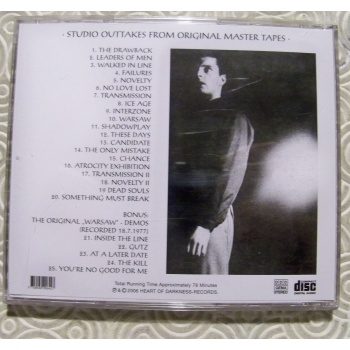 · STUDIO OUTTAKES FROM ORIGINAL MASTER TAPES ·
1. THE DRAWBACK
2. LEADERS OF MEN
3. WALKED IN LINE
4. FAILURES
5. NOVELTY
6. NO LOVE LOST
7. TRANSMISSION
8. ICE AGE
9. INTERZONE
10. WARSAW
11. SHADOWPLAY
12. THESE DAYS
13. CANDIDATE
14. THE ONLY MISTAKE
15. CHANCE
16. ATROCITY EXHIBITION
17. TRANSMISSION II
18. NOVELTY II
19 DEAD SOULS
20. SOMETHING MUST BREAK
BONUS:
THE ORIGINAL „WARSAW" - DEMOS
(RECORDED 18.7.1977)
21. INSIDE THE LINE
22. GUTZ
23. AT A LATER DATE
24. THE KILL
25. YOU'RE NO GOOD FOR ME
Total Running Time Approximately 78 Minutes
℗ & © 2006 HEART OF DARKNESS-RECORDS.
disc